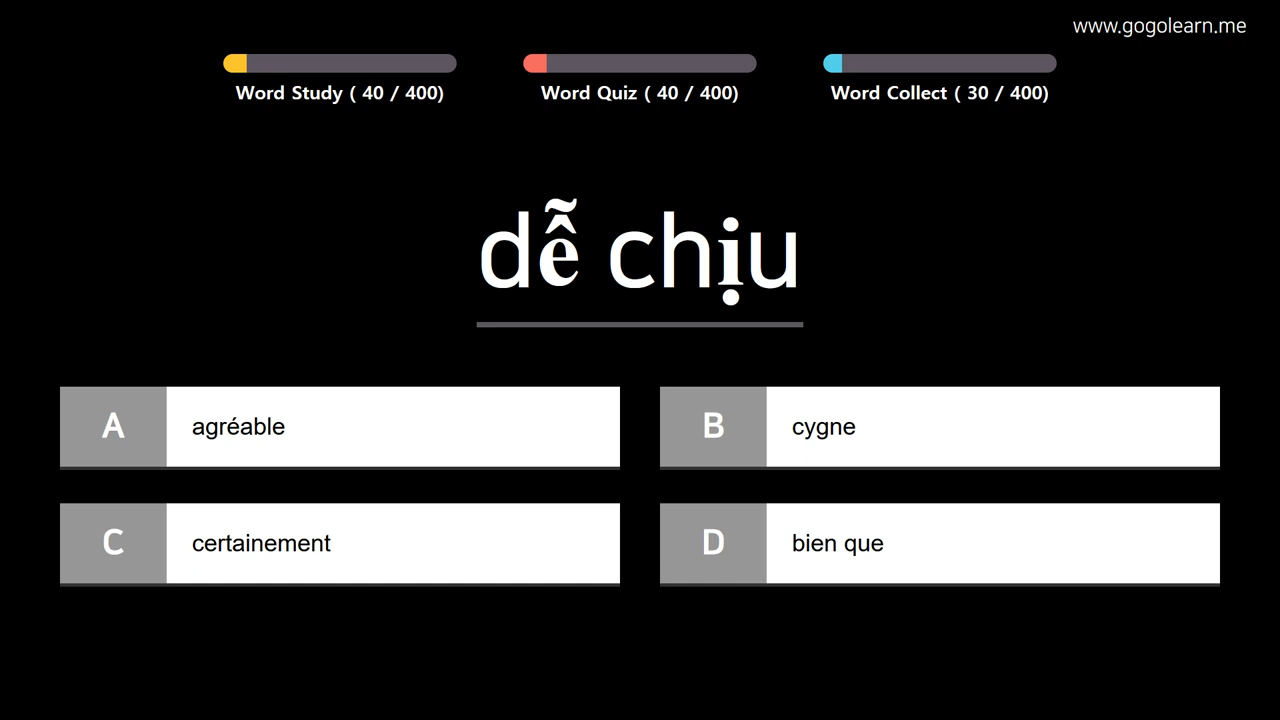 www.gogolearn.me
Word Study ( 40 / 400)
Word Quiz ( 40 / 400)
Word Collect ( 30 / 400)
dễ chịu
A agréable
B cygne
C certainement
D bien que